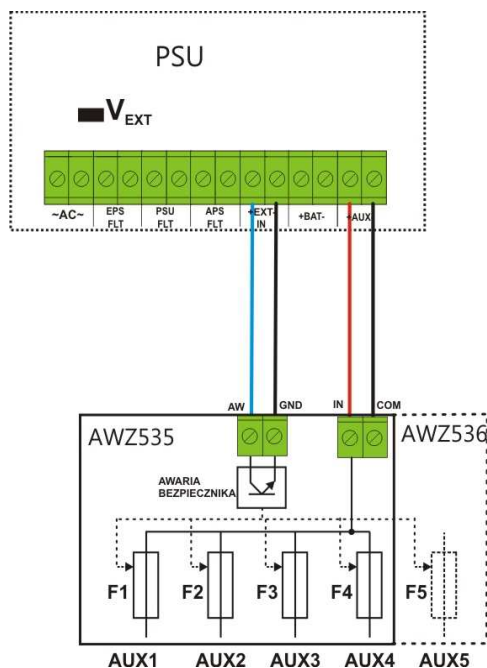 PSU
VEXT
~AC~ EPS FLT PSU FLT APS FLT +EXT- IN +BAT- +AUX-
AW GND IN COM
AWZ535 AWZ536
AWARIA
BEZPIECZNIKA
F1 F2 F3 F4 F5
AUX1 AUX2 AUX3 AUX4 AUX5